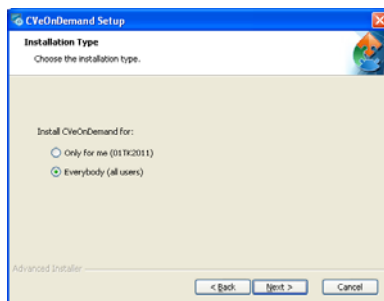 CVeOnDemand Setup
Installation Type
Choose the installation type.
Install CVeOnDemand for:
Only for me (01TK2011)
Everybody (all users)
Advanced Installer
< Back Next > Cancel